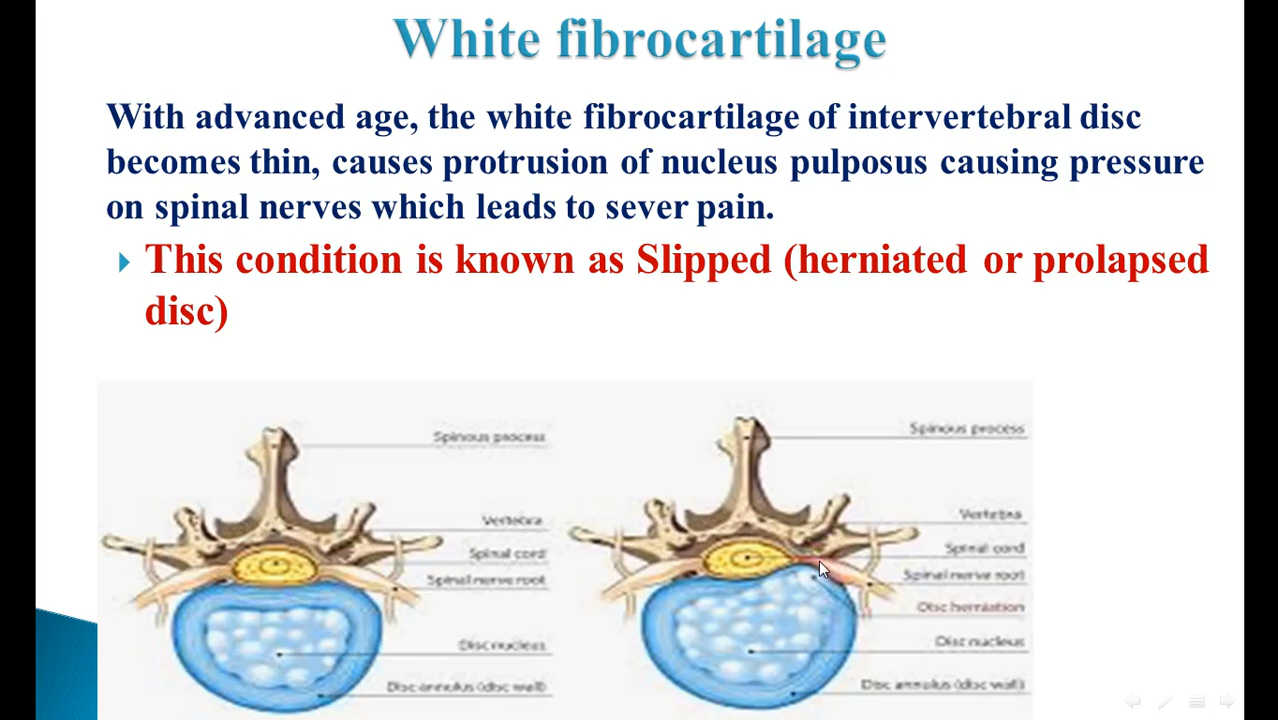 White fibrocartilage
With advanced age, the white fibrocartilage of intervertebral disc
becomes thin, causes protrusion of nucleus pulposus causing pressure
on spinal nerves which leads to sever pain.
This condition is known as Slipped (herniated or prolapsed
disc)
Spinous process
Vertebra
Spinal cord
Spinal nerve root
Disc nucleus
Disc annulus (disc wall)
Spinous process
Vertebra
Spinal cord
Spinal nerve root
Disc herniation
Disc nucleus
Disc annulus (disc wall)